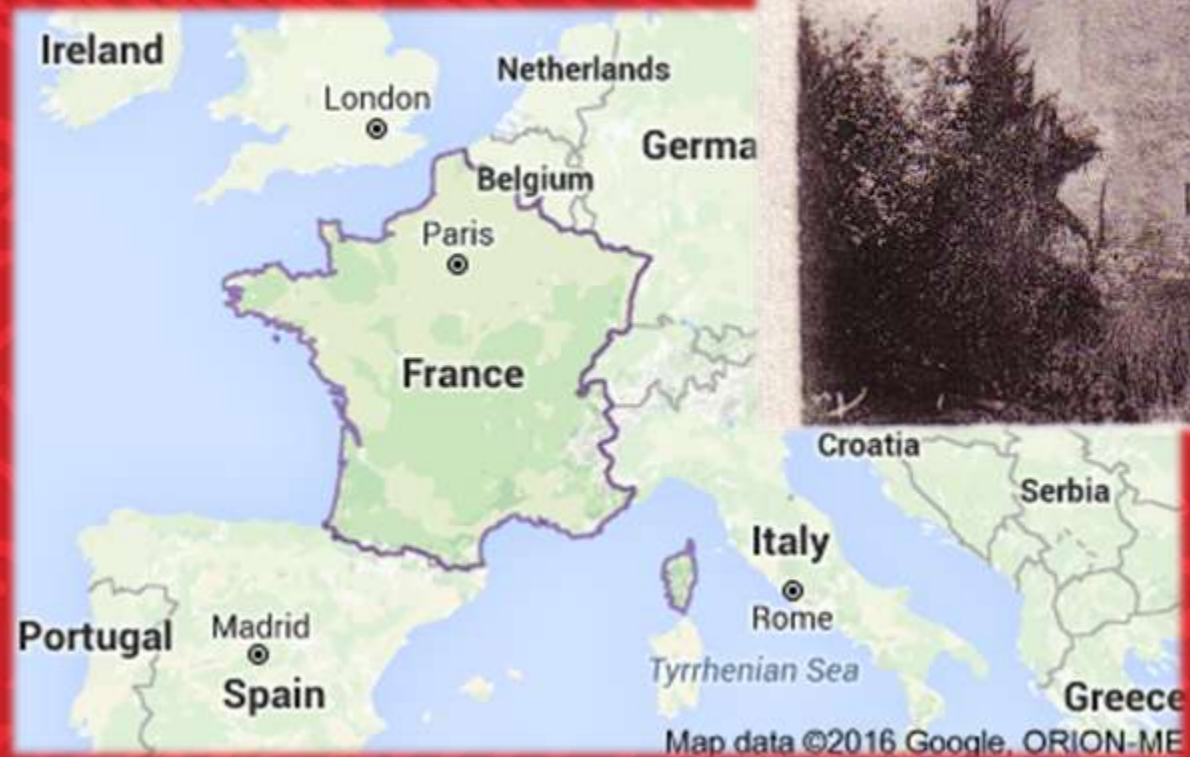 Ireland
Netherlands
London
Germa
Belgium
Paris
France
Croatia
Serbia
Italy
Rome
Portugal
Madrid
Tyrrhenian Sea
Spain
Greece
Map data ©2016 Google, ORION-ME